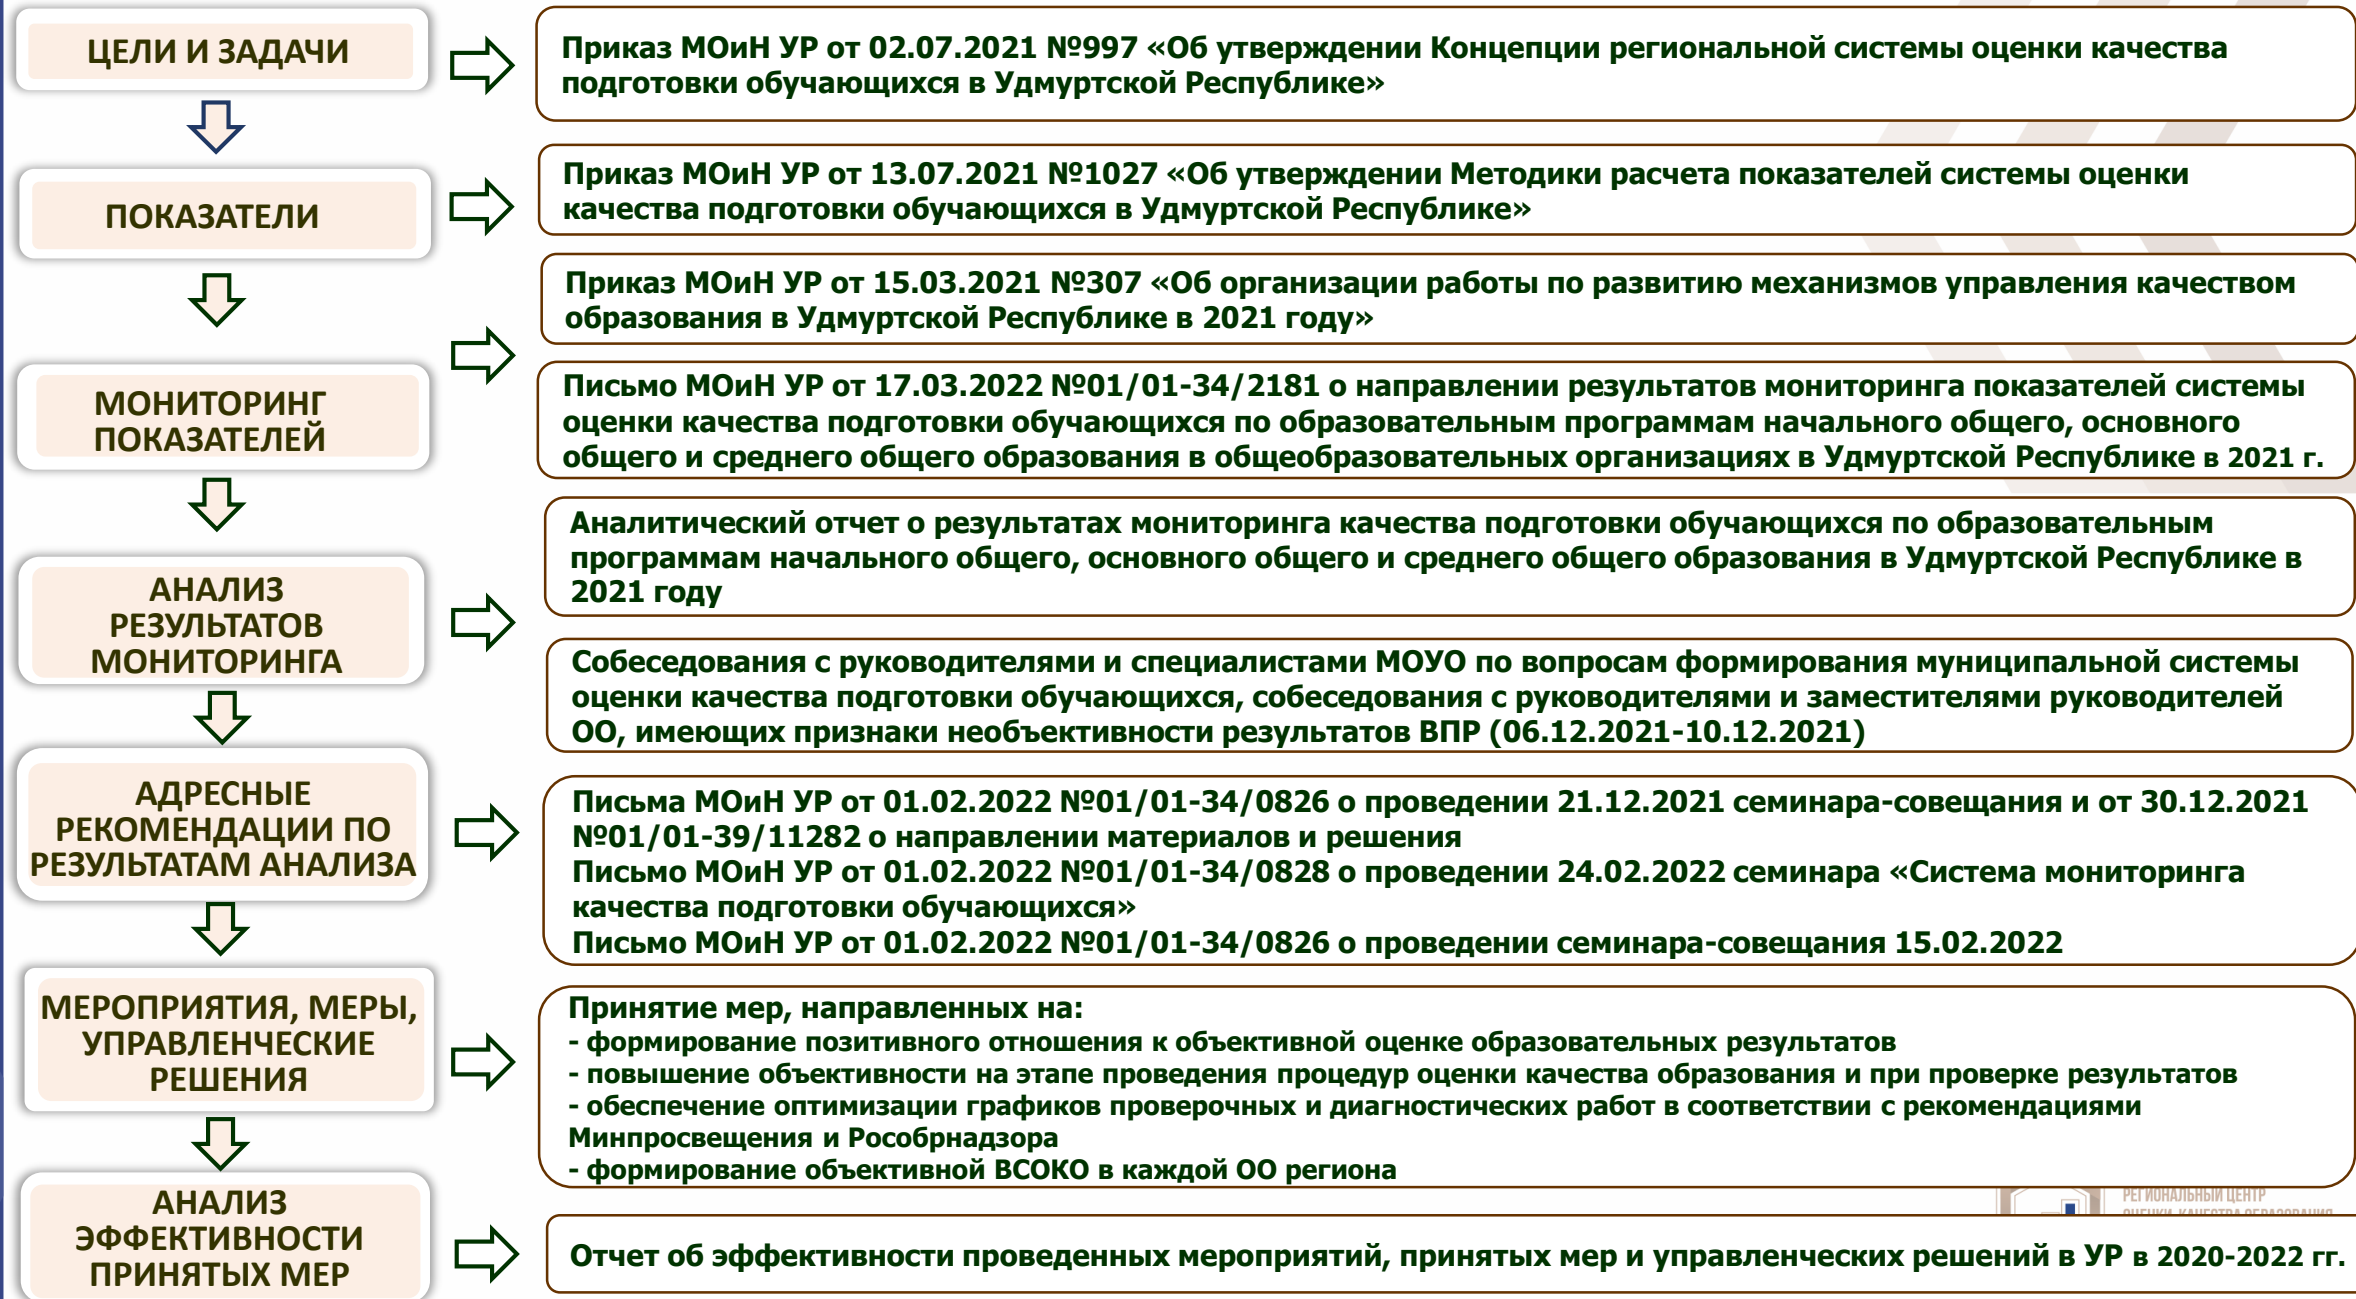 ЦЕЛИ И ЗАДАЧИ
Приказ МОиН УР от 02.07.2021 №997 «Об утверждении Концепции региональной системы оценки качества
подготовки обучающихся в Удмуртской Республике»
ПОКАЗАТЕЛИ
Приказ МОиН УР от 13.07.2021 №1027 «Об утверждении Методики расчета показателей системы оценки
качества подготовки обучающихся в Удмуртской Республике»
МОНИТОРИНГ
ПОКАЗАТЕЛЕЙ
Приказ МОиН УР от 15.03.2021 №307 «Об организации работы по развитию механизмов управления качеством
образования в Удмуртской Республике в 2021 году»
Письмо МОиН УР от 17.03.2022 №01/01-34/2181 о направлении результатов мониторинга показателей системы
оценки качества подготовки обучающихся по образовательным программам начального общего, основного
общего и среднего общего образования в общеобразовательных организациях в Удмуртской Республике в 2021 г.
АНАЛИЗ
РЕЗУЛЬТАТОВ
МОНИТОРИНГА
Аналитический отчет о результатах мониторинга качества подготовки обучающихся по образовательным
программам начального общего, основного общего и среднего общего образования в Удмуртской Республике в
2021 году
Собеседования с руководителями и специалистами МОУО по вопросам формирования муниципальной системы
оценки качества подготовки обучающихся, собеседования с руководителями и заместителями руководителей
ОО, имеющих признаки необъективности результатов ВПР (06.12.2021-10.12.2021)
АДРЕСНЫЕ
РЕКОМЕНДАЦИИ ПО
РЕЗУЛЬТАТАМ АНАЛИЗА
Письма МОиН УР от 01.02.2022 №01/01-34/0826 о проведении 21.12.2021 семинара-совещания и от 30.12.2021
№01/01-39/11282 о направлении материалов и решения
Письмо МОиН УР от 01.02.2022 №01/01-34/0828 о проведении 24.02.2022 семинара «Система мониторинга
качества подготовки обучающихся»
Письмо МОиН УР от 01.02.2022 №01/01-34/0826 о проведении семинара-совещания 15.02.2022
МЕРОПРИЯТИЯ, МЕРЫ,
УПРАВЛЕНЧЕСКИЕ
РЕШЕНИЯ
Принятие мер, направленных на:
- формирование позитивного отношения к объективной оценке образовательных результатов
- повышение объективности на этапе проведения процедур оценки качества образования и при проверке результатов
- обеспечение оптимизации графиков проверочных и диагностических работ в соответствии с рекомендациями
Минпросвещения и Рособрнадзора
- формирование объективной ВСОКО в каждой ОО региона
РЕГИОНАЛЬНЫЙ ЦЕНТР
ОЦЕНКИ КАЧЕСТВА ОБРАЗОВАНИЯ
АНАЛИЗ
ЭФФЕКТИВНОСТИ
ПРИНЯТЫХ МЕР
Отчет об эффективности проведенных мероприятий, принятых мер и управленческих решений в УР в 2020-2022 гг.